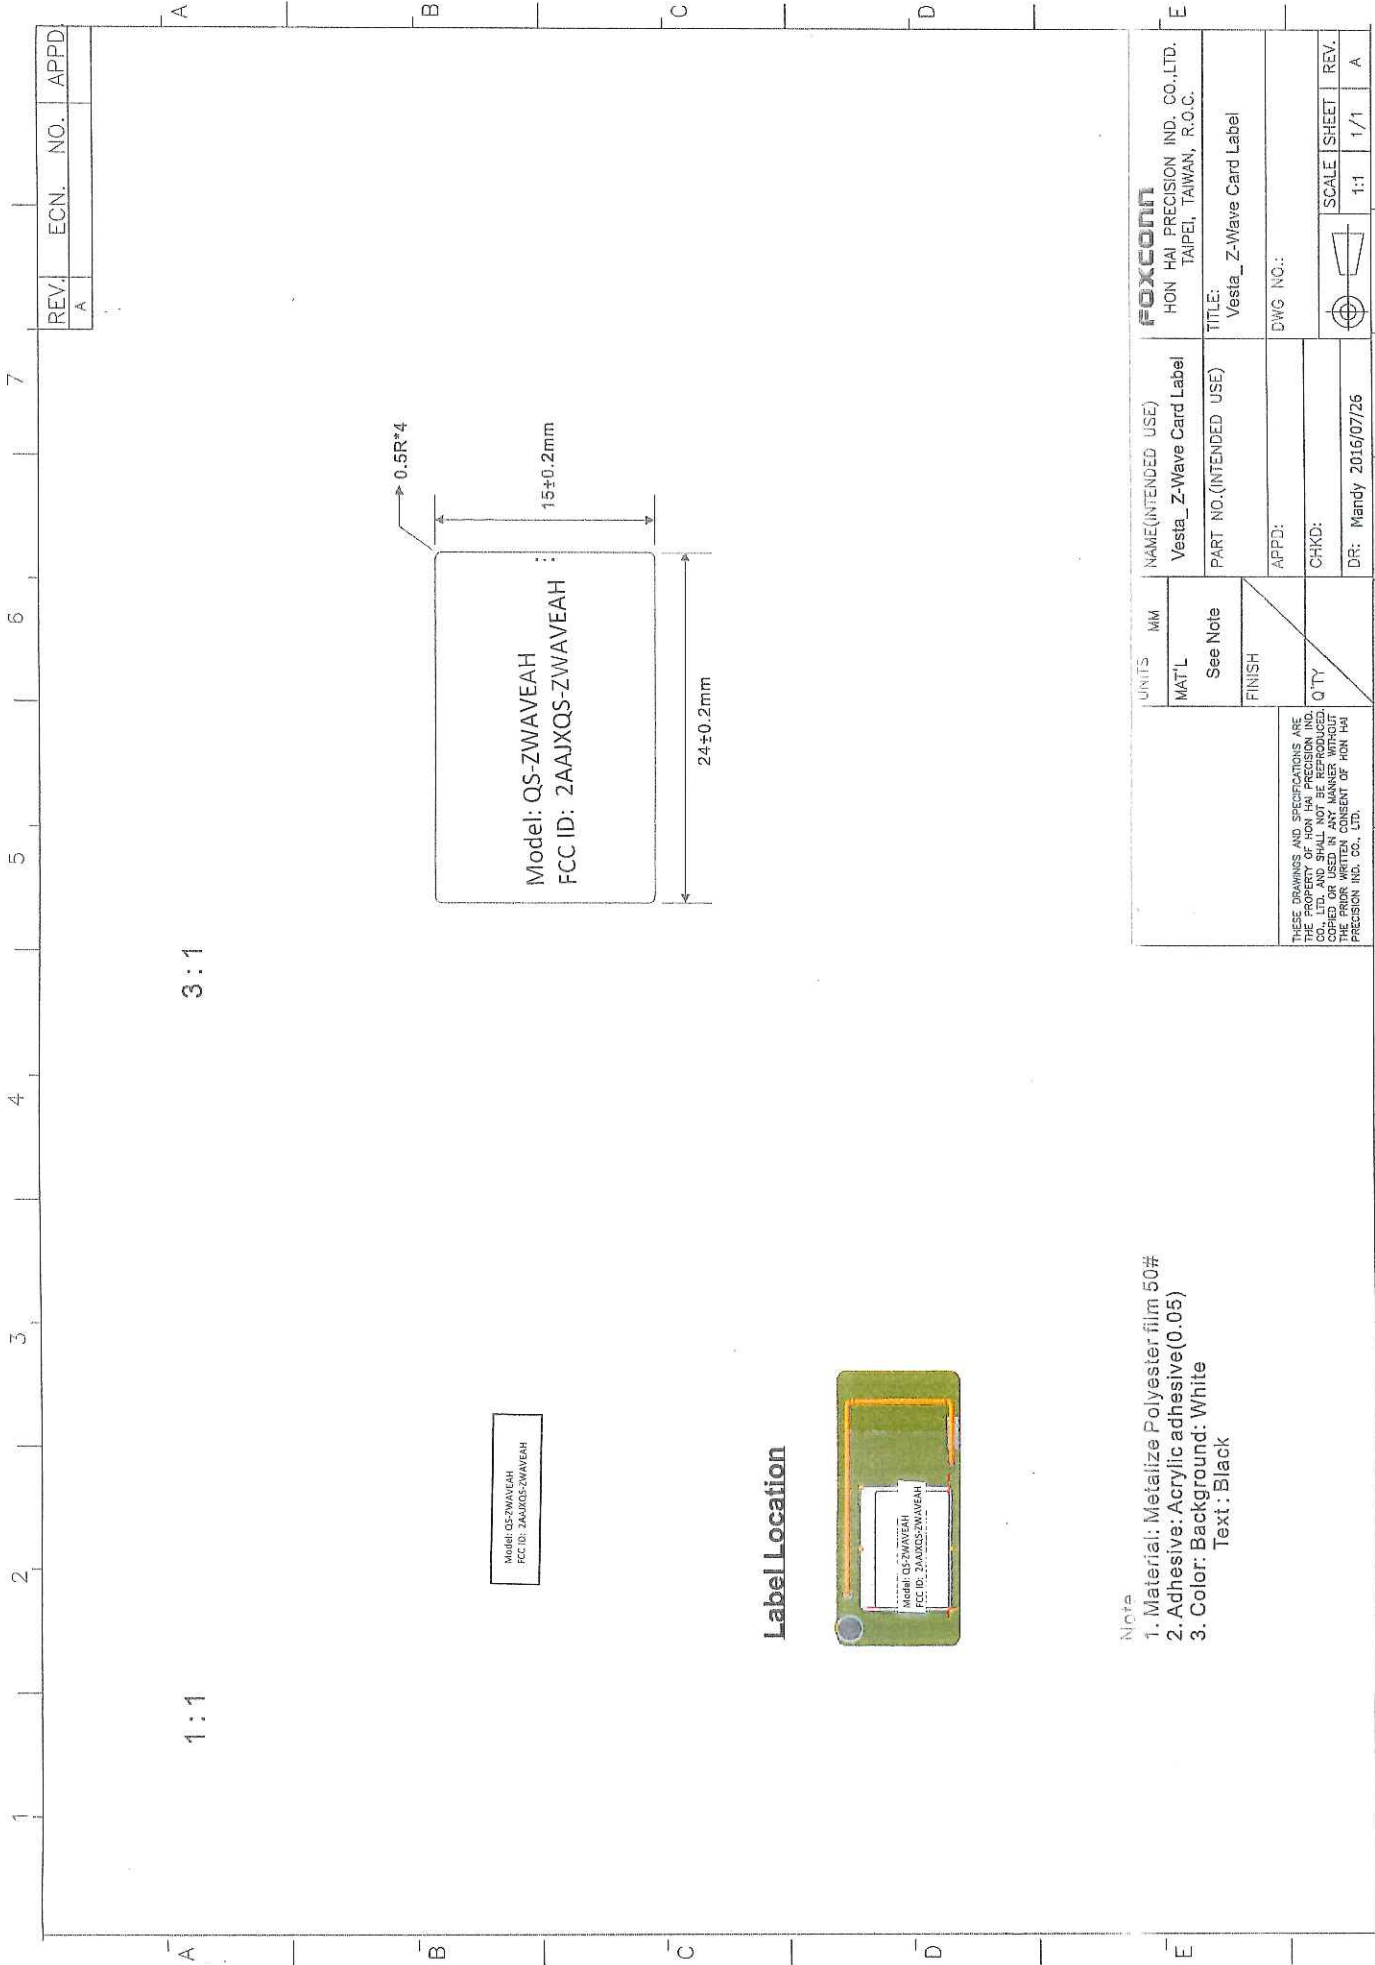 1
2
3
4
5
6
7
A
B
C
D
E
A
B
C
D
E
REV.
ECN. NO.
APPD
A
1 : 1
3 : 1
Model: QS-ZWAVEAH
FCC ID: 2AAJXQS-ZWAVEAH
Model: QS-ZWAVEAH
FCC ID: 2AAJXQS-ZWAVEAH
0.5R*4
15±0.2mm
24±0.2mm
Label Location
Model: QS-ZWAVEAH
FCC ID: 2AAJXQS-ZWAVEAH
Note
1. Material: Metalize Polyester film 50#
2. Adhesive: Acrylic adhesive(0.05)
3. Color: Background: White
Text : Black
THESE DRAWINGS AND SPECIFICATIONS ARE
THE PROPERTY OF HON HAI PRECISION IND.
CO., LTD. AND SHALL NOT BE REPRODUCED,
COPIED OR USED IN ANY MANNER WITHOUT
THE PRIOR WRITTEN CONSENT OF HON HAI
PRECISION IND. CO., LTD.
UNITS MM
MAT'L
See Note
FINISH
Q'TY
NAME(INTENDED USE)
Vesta_ Z-Wave Card Label
PART NO.(INTENDED USE)
APPD:
CHKD:
DR: Mandy 2016/07/26
FOXCONN
HON HAI PRECISION IND. CO.,LTD.
TAIPEI, TAIWAN, R.O.C.
TITLE:
Vesta_ Z-Wave Card Label
DWG NO.:
SCALE SHEET REV.
1:1 1/1 A